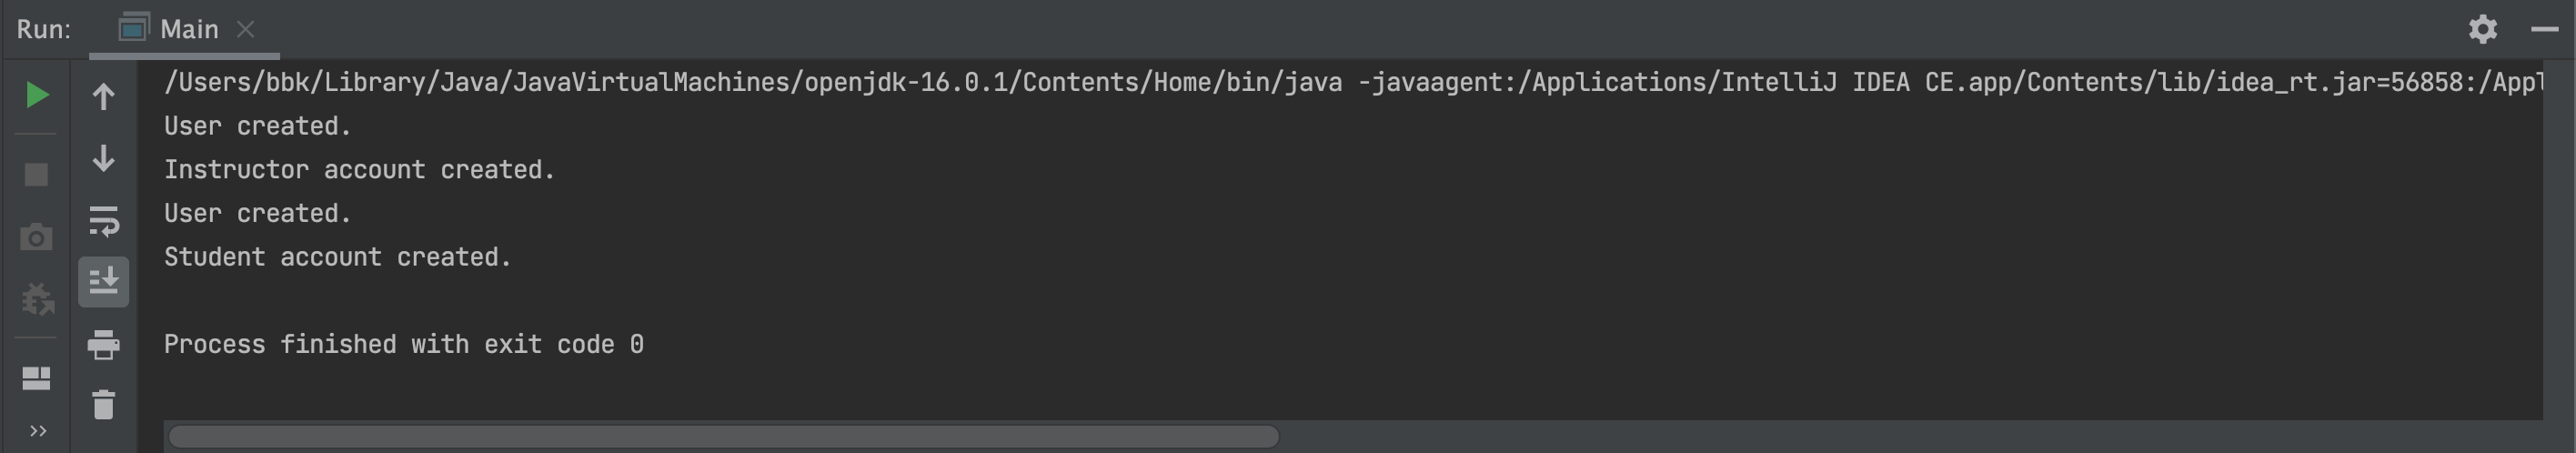 Run: Main
/Users/bbk/Library/Java/JavaVirtualMachines/openjdk-16.0.1/Contents/Home/bin/java -javaagent:/Applications/IntelliJ IDEA CE.app/Contents/lib/idea_rt.jar=56858:/Appl
User created.
Instructor account created.
User created.
Student account created.
Process finished with exit code 0